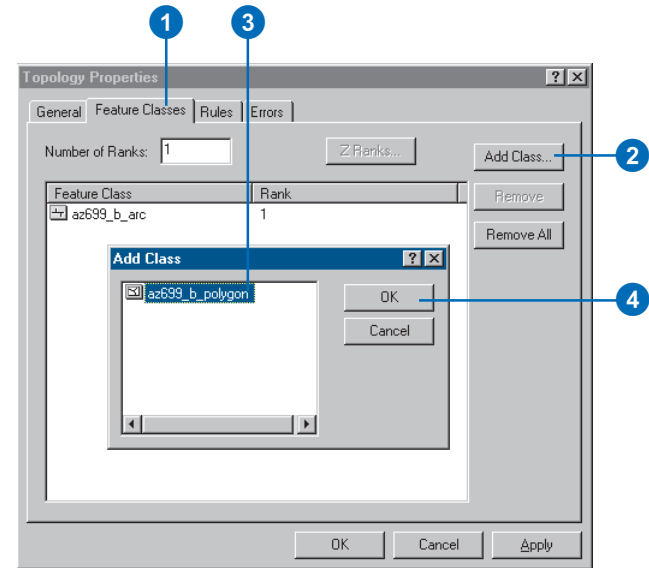 1 3
Topology Properties
General Feature Classes Rules Errors
Number of Ranks: 1 Z Ranks...
Add Class... 2
Feature Class Rank
Remove
az699_b_arc 1
Remove All
Add Class
az699_b_polygon
OK 4
Cancel
OK Cancel Apply